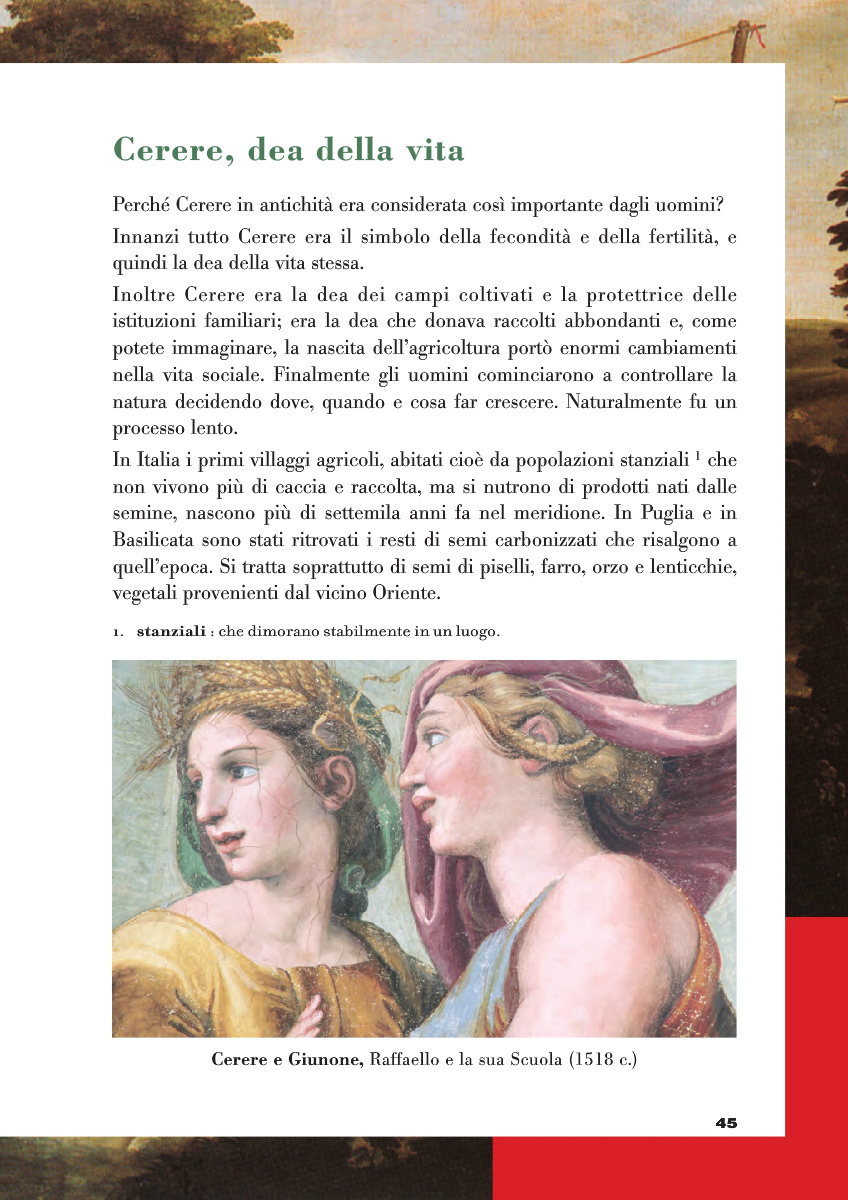 Cerere, dea della vita
Perché Cerere in antichità era considerata così importante dagli uomini?
Innanzi tutto Cerere era il simbolo della fecondità e della fertilità, e
quindi la dea della vita stessa.
Inoltre Cerere era la dea dei campi coltivati e la protettrice delle
istituzioni familiari; era la dea che donava raccolti abbondanti e, come
potete immaginare, la nascita dell'agricoltura portò enormi cambiamenti
nella vita sociale. Finalmente gli uomini cominciarono a controllare la
natura decidendo dove, quando e cosa far crescere. Naturalmente fu un
processo lento.
In Italia i primi villaggi agricoli, abitati cioè da popolazioni stanziali ¹ che
non vivono più di caccia e raccolta, ma si nutrono di prodotti nati dalle
semine, nascono più di settemila anni fa nel meridione. In Puglia e in
Basilicata sono stati ritrovati i resti di semi carbonizzati che risalgono a
quell'epoca. Si tratta soprattutto di semi di piselli, farro, orzo e lenticchie,
vegetali provenienti dal vicino Oriente.
1. stanziali : che dimorano stabilmente in un luogo.
Cerere e Giunone, Raffaello e la sua Scuola (1518 c.)
45